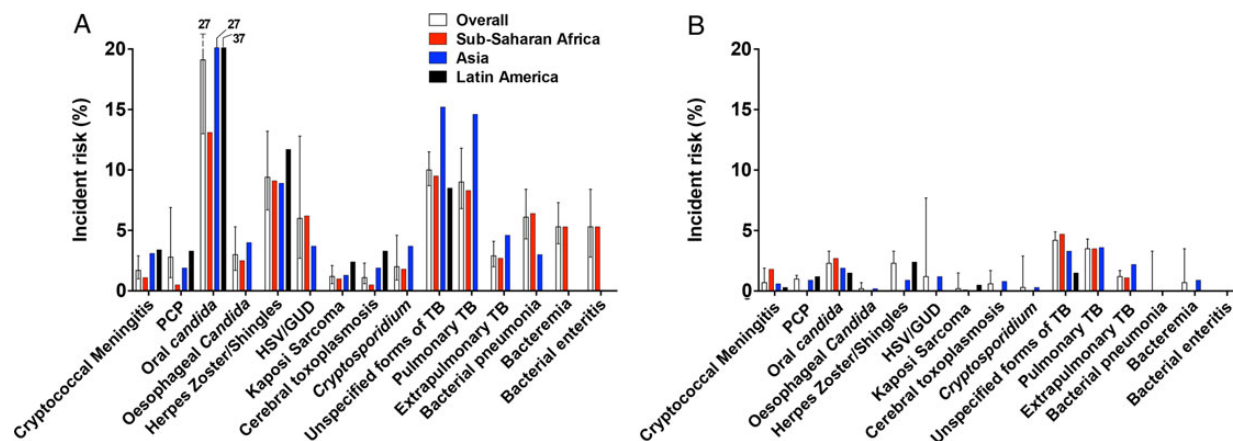 A
27
27
37
Overall
Sub-Saharan Africa
Asia
Latin America
Incident risk (%)
20
15
10
5
0
Cryptococcal Meningitis
PCP
Oral candida
Oesophageal Candida
Herpes Zoster/Shingles
HSV/GUD
Kaposi Sarcoma
Cerebral toxoplasmosis
Cryptosporidium
Unspecified forms of TB
Pulmonary TB
Extrapulmonary TB
Bacterial pneumonia
Bacteremia
Bacterial enteritis
B
Incident risk (%)
20
15
10
5
0
Cryptococcal Meningitis
PCP
Oral candida
Oesophageal Candida
Herpes Zoster/Shingles
HSV/GUD
Kaposi Sarcoma
Cerebral toxoplasmosis
Cryptosporidium
Unspecified forms of TB
Pulmonary TB
Extrapulmonary TB
Bacterial pneumonia
Bacteremia
Bacterial enteritis